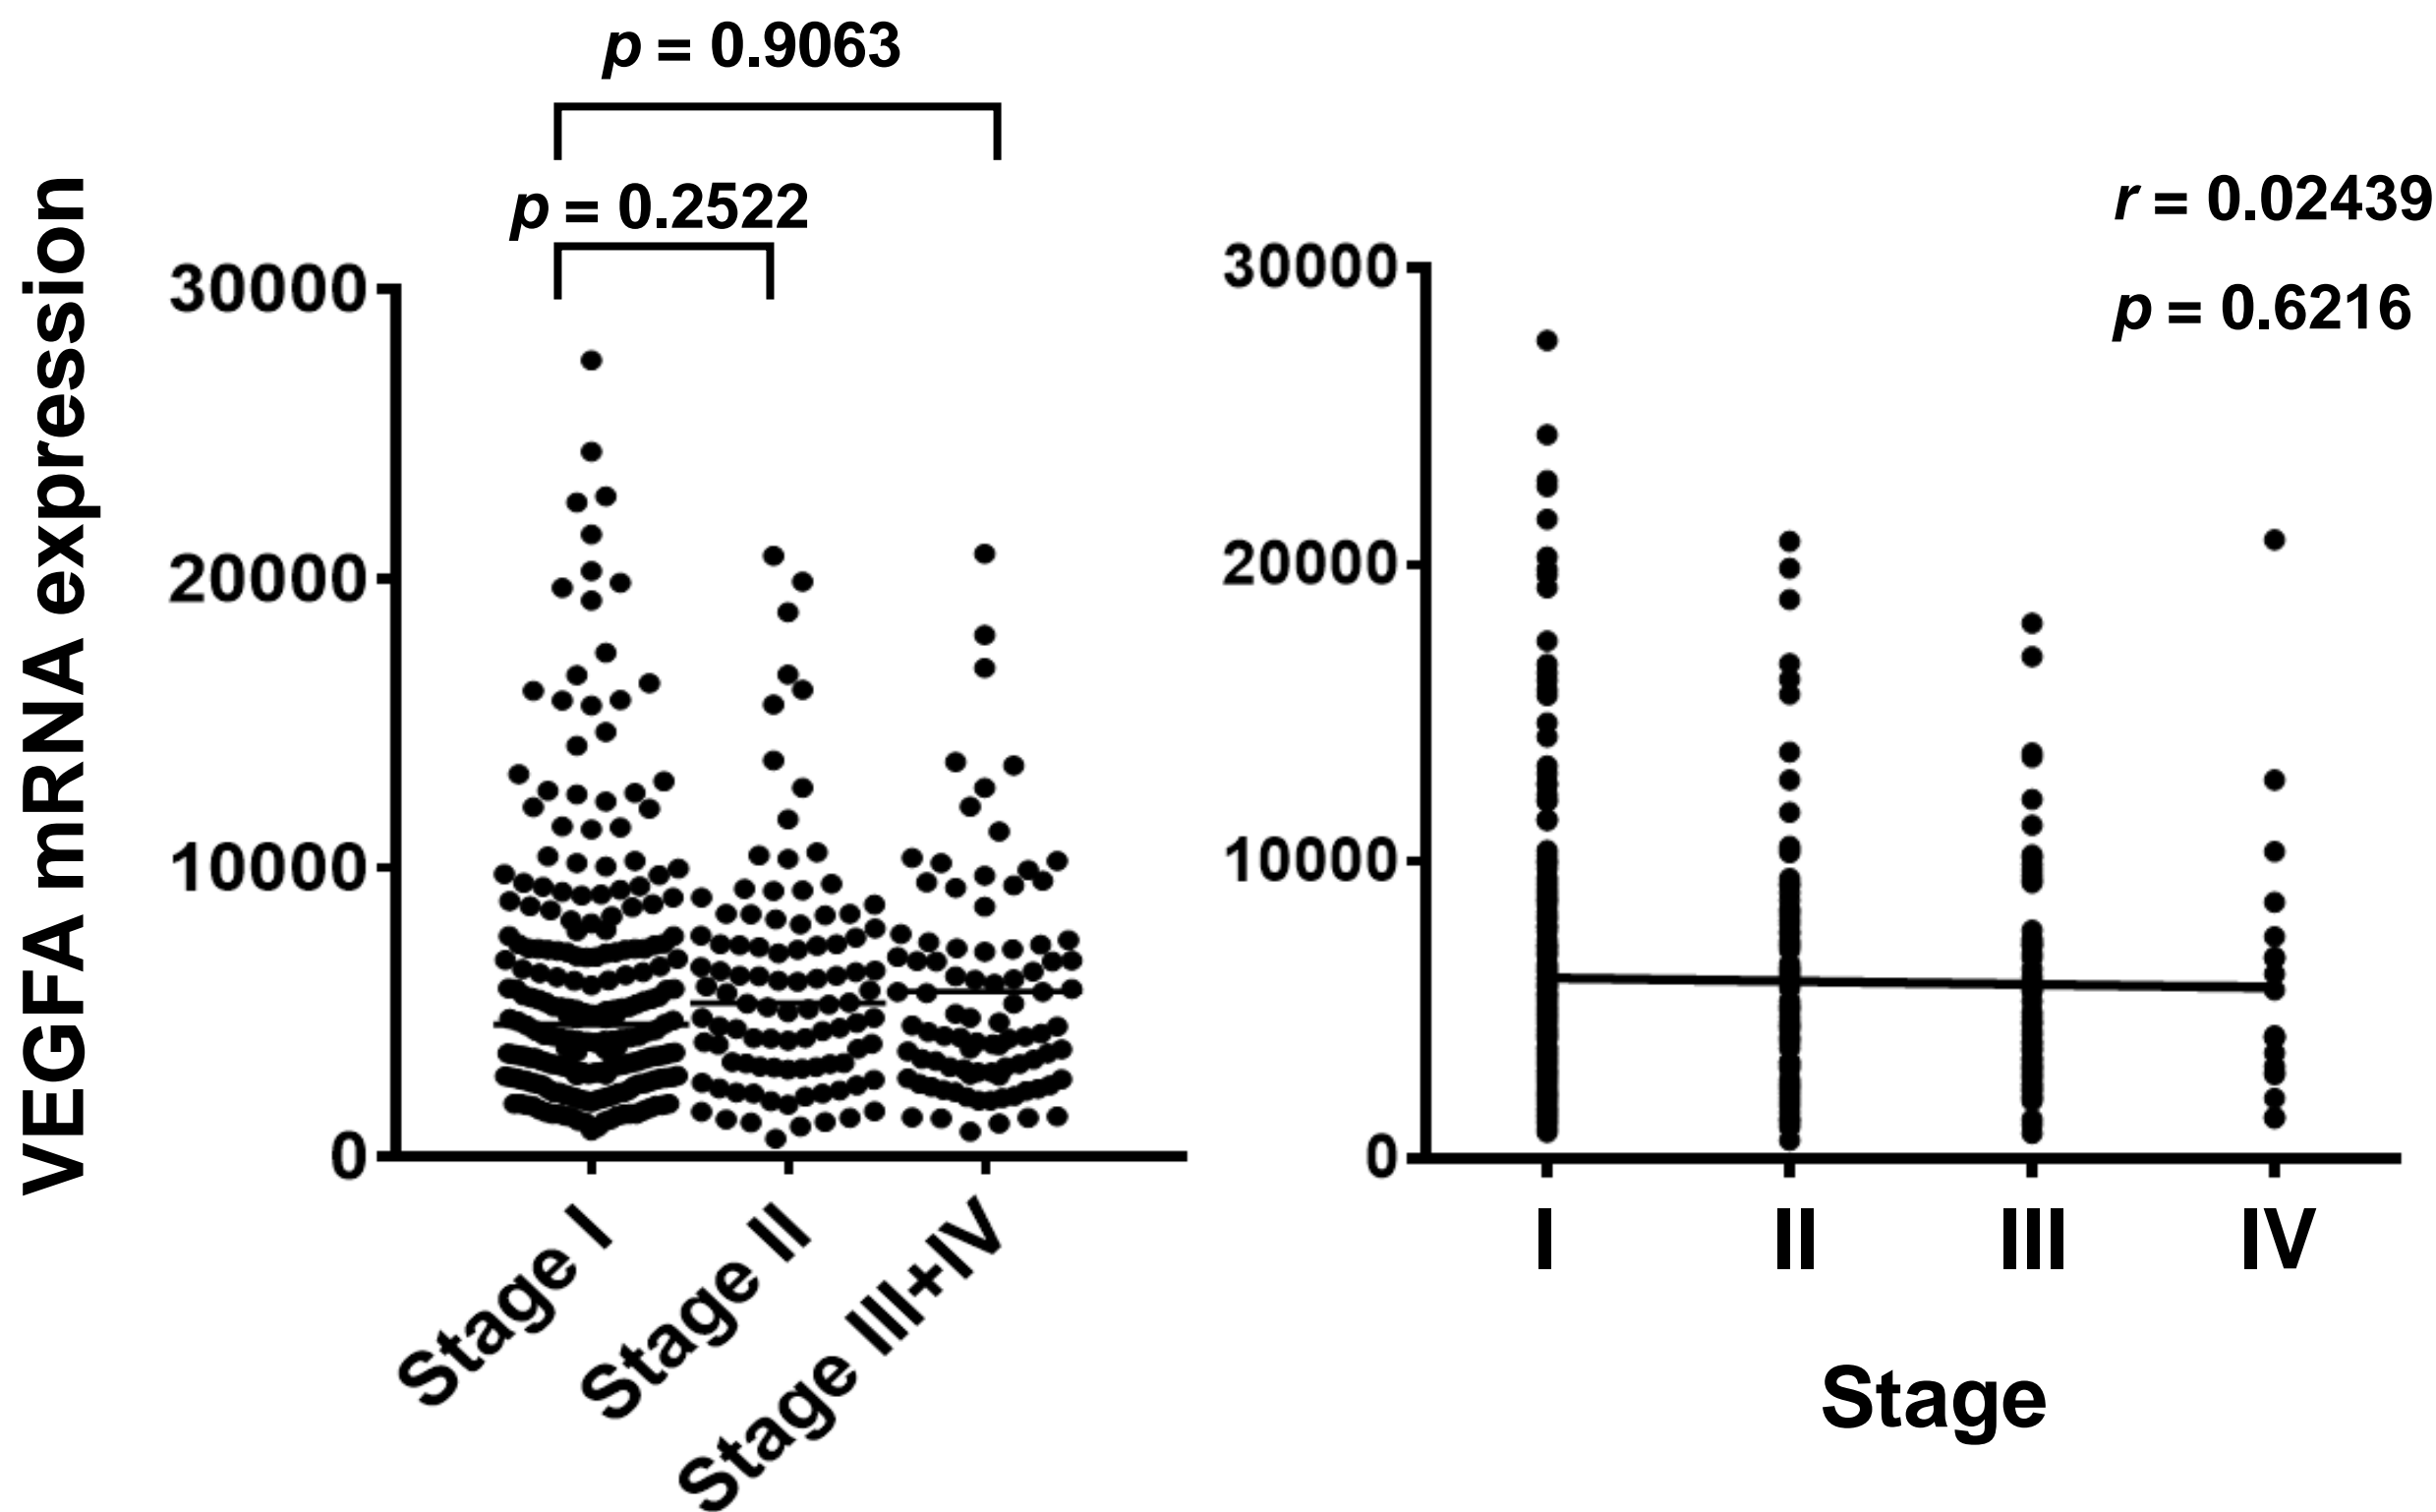 p = 0.9063
p = 0.2522
VEGFA mRNA expression
30000
20000
10000
0
Stage I
Stage II
Stage III+IV
r = 0.02439
p = 0.6216
30000
20000
10000
0
I
II
III
IV
Stage